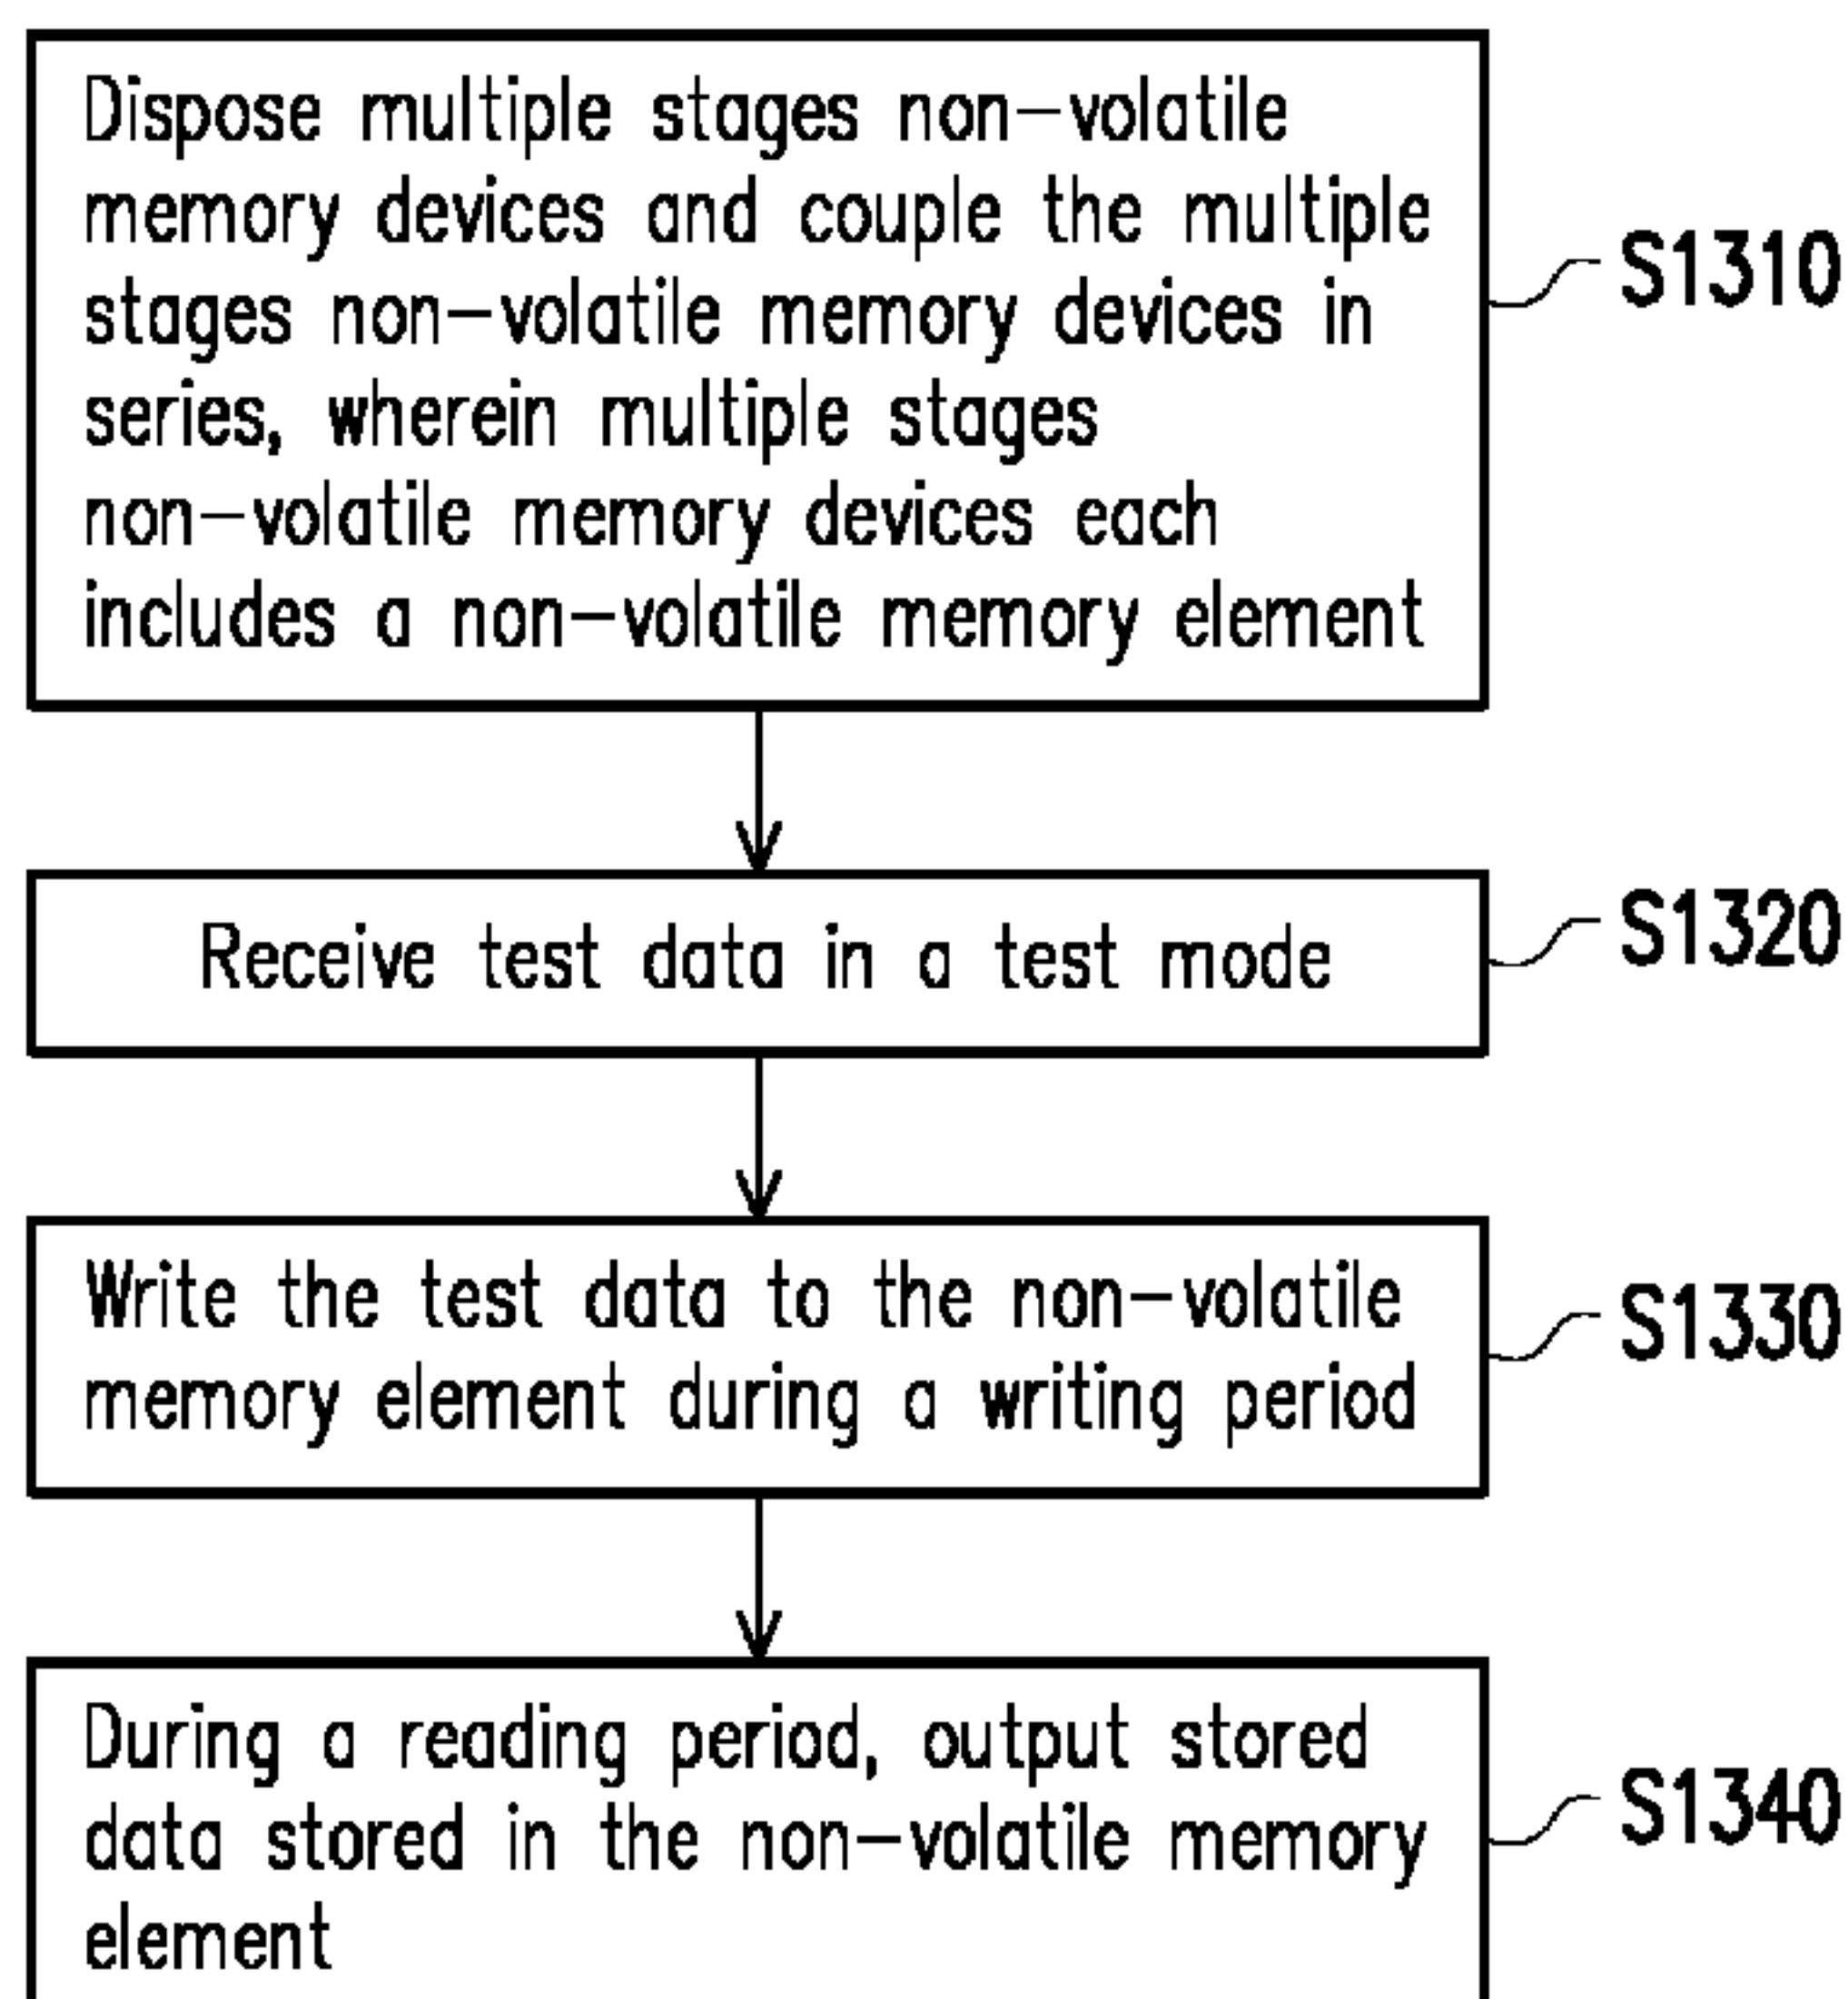 Dispose multiple stages non-volatile
memory devices and couple the multiple
stages non-volatile memory devices in
series, wherein multiple stages
non-volatile memory devices each
includes a non-volatile memory element
S1310
Receive test data in a test mode
S1320
Write the test data to the non-volatile
memory element during a writing period
S1330
During a reading period, output stored
data stored in the non-volatile memory
element
S1340